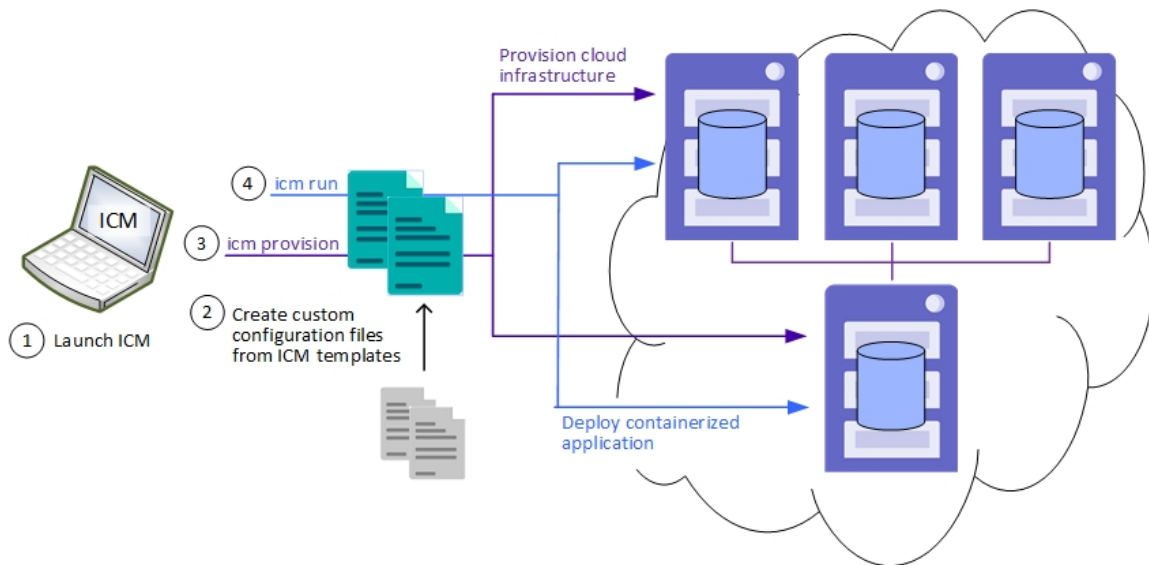 Provision cloud
infrastructure
4 icm run
ICM
3 icm provision
2 Create custom
configuration files
from ICM templates
1 Launch ICM
Deploy containerized
application